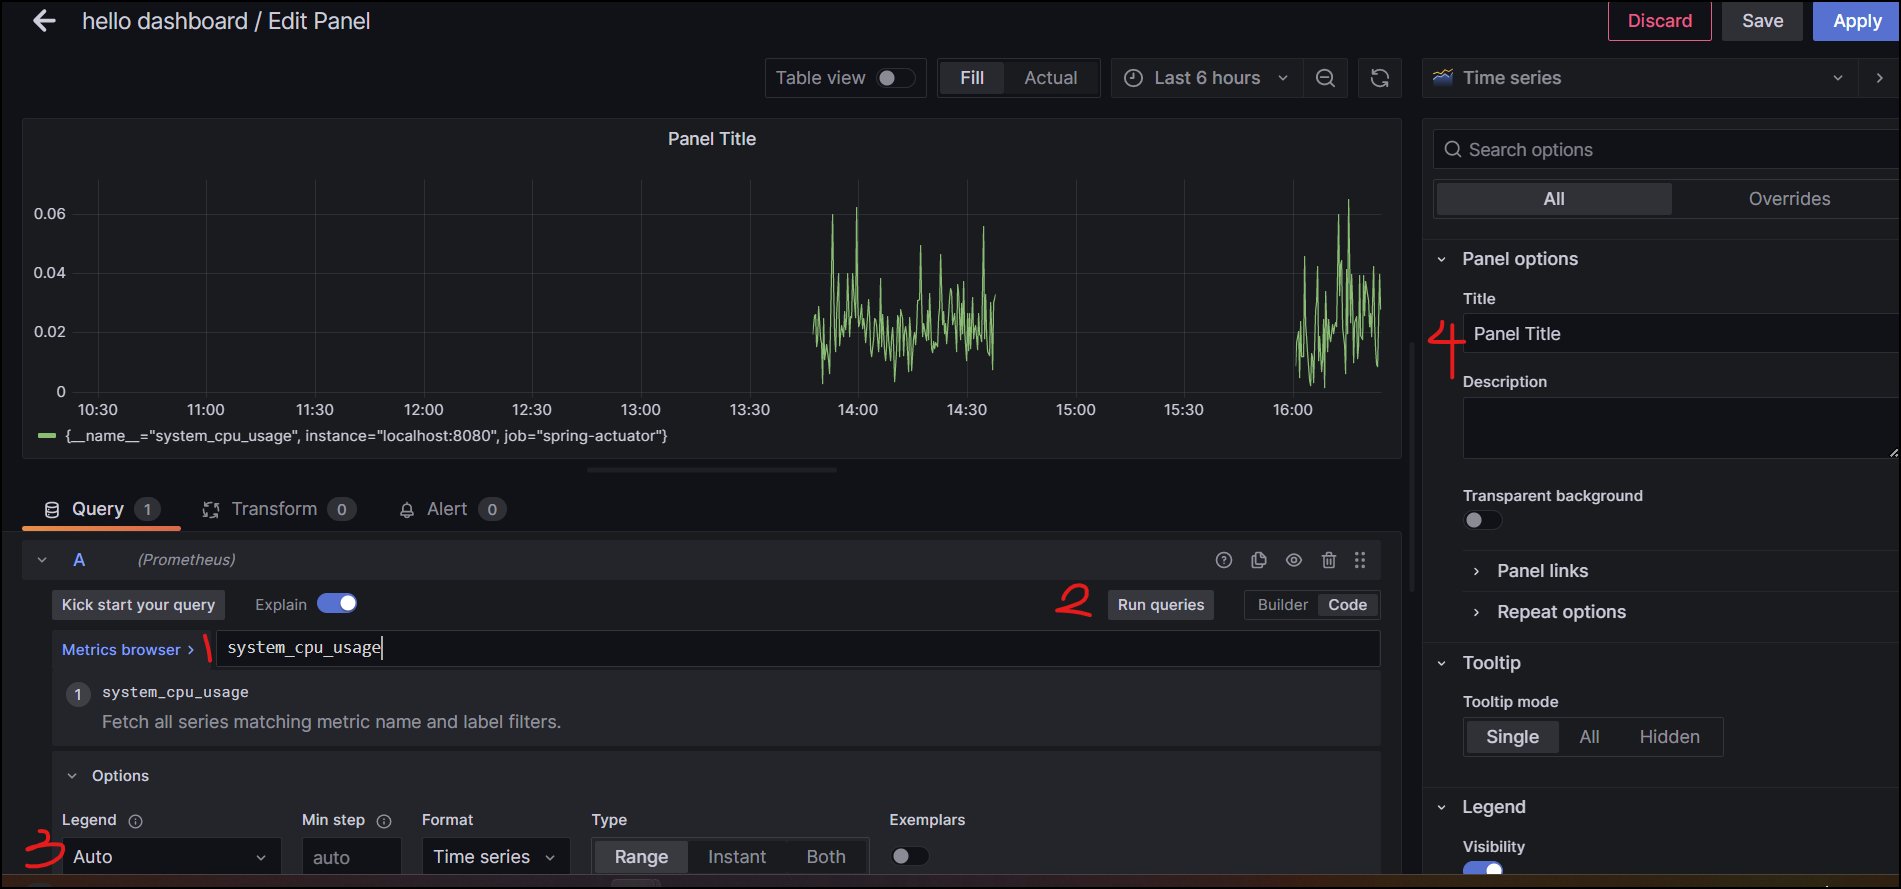 hello dashboard / Edit Panel
Discard
Save
Apply
Table view
Fill
Actual
Last 6 hours
Time series
Panel Title
0.06
0.04
0.02
0
10:30
11:00
11:30
12:00
12:30
13:00
13:30
14:00
14:30
15:00
15:30
16:00
{__name__="system_cpu_usage", instance="localhost:8080", job="spring-actuator"}
Query 1
Transform 0
Alert 0
A (Prometheus)
Kick start your query
Explain
2
Run queries
Builder
Code
Metrics browser >
1
system_cpu_usage
1 system_cpu_usage
Fetch all series matching metric name and label filters.
Options
Legend
Min step
Format
Type
Exemplars
3
Auto
auto
Time series
Range
Instant
Both
Search options
All
Overrides
Panel options
Title
4
Panel Title
Description
Transparent background
Panel links
Repeat options
Tooltip
Tooltip mode
Single
All
Hidden
Legend
Visibility